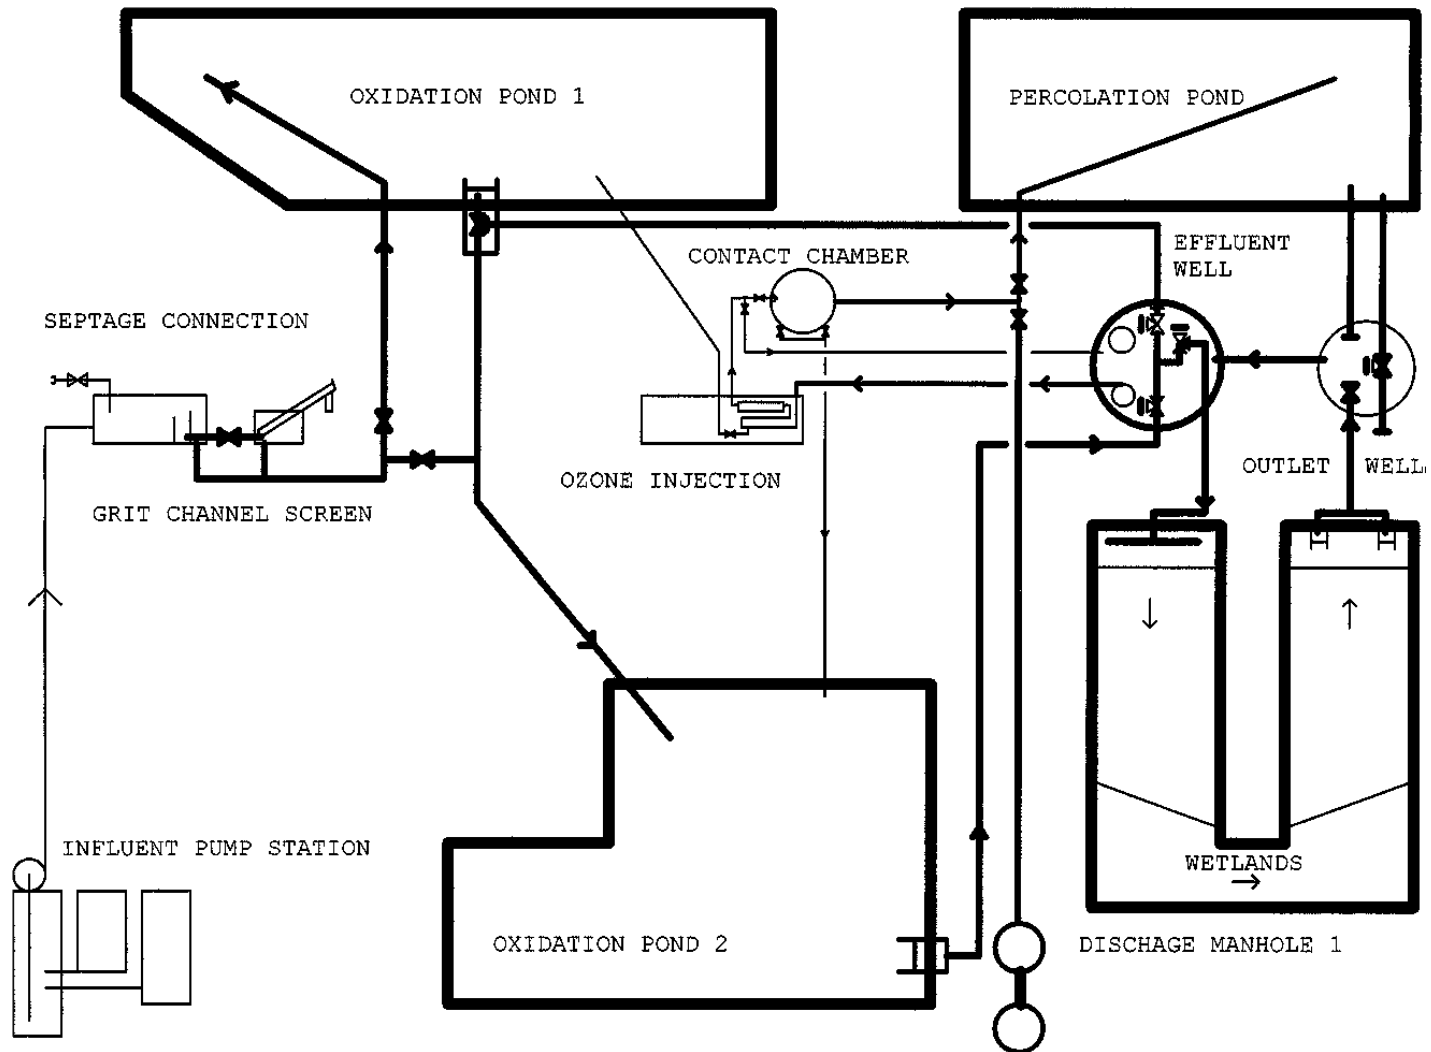 OXIDATION POND 1
PERCOLATION POND
EFFLUENT
WELL
CONTACT CHAMBER
SEPTAGE CONNECTION
OUTLET WELL
OZONE INJECTION
GRIT CHANNEL SCREEN
INFLUENT PUMP STATION
WETLANDS
OXIDATION POND 2
DISCHAGE MANHOLE 1